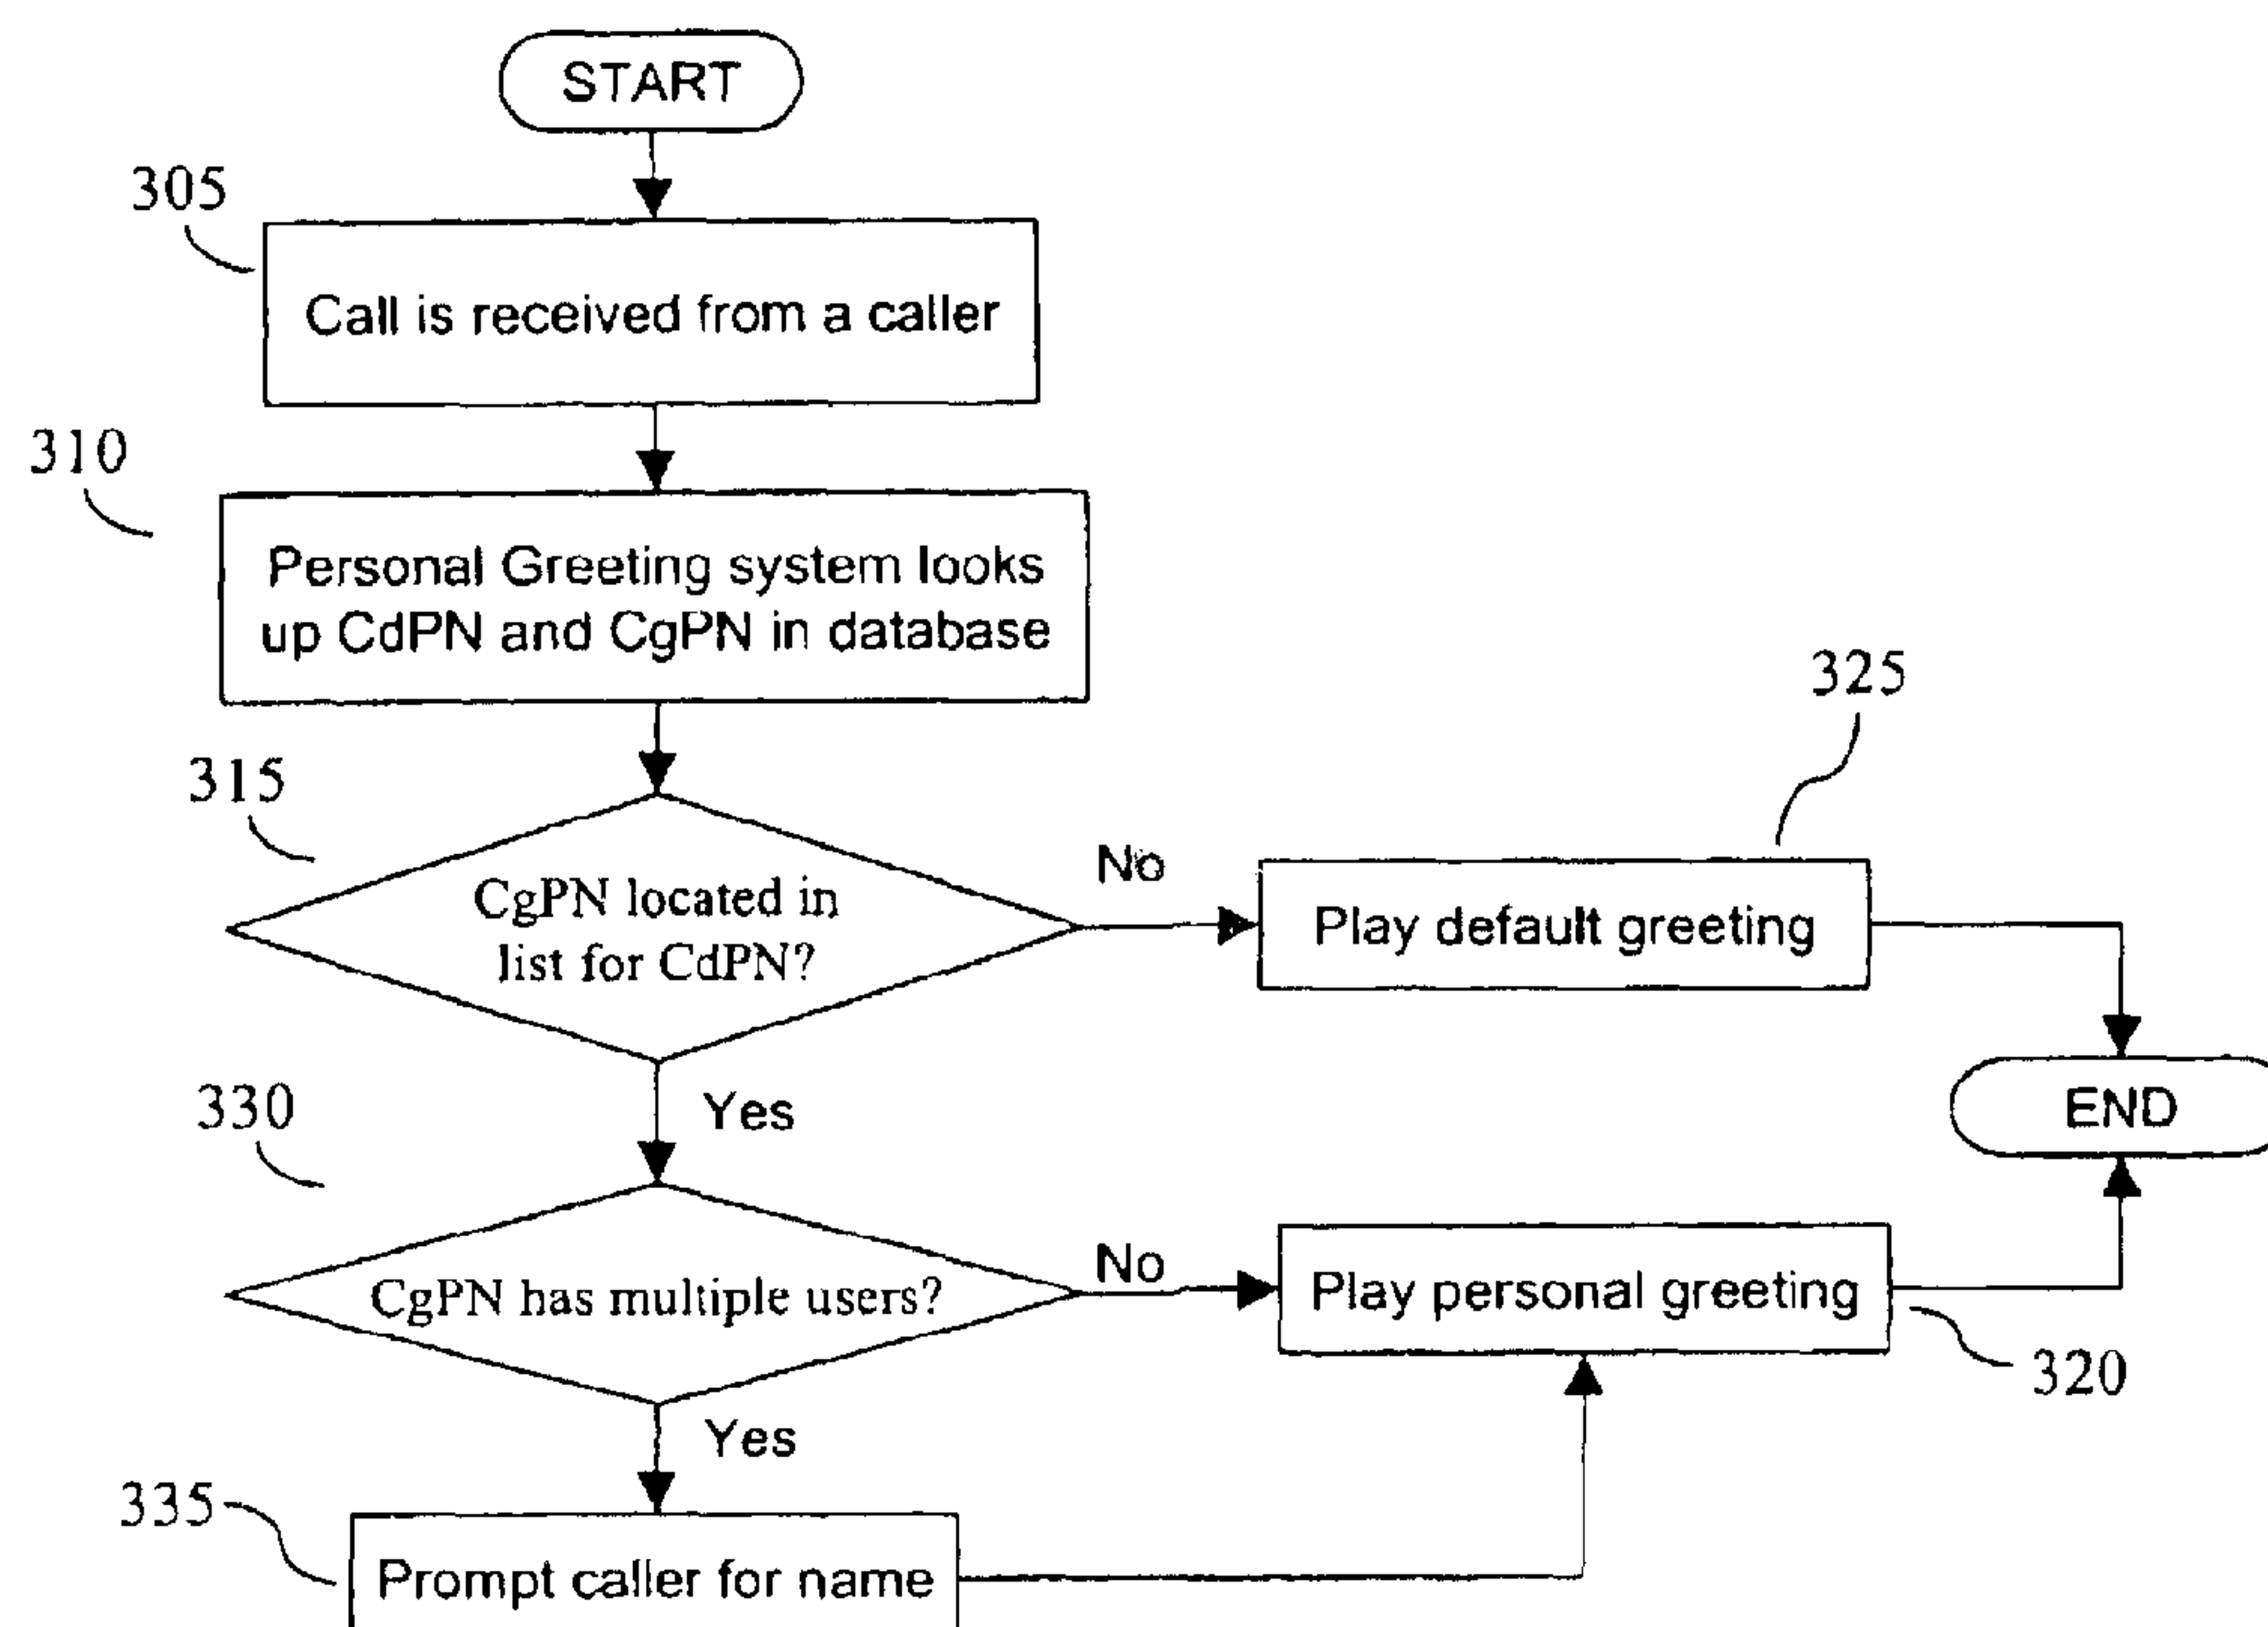 START
305
Call is received from a caller
310
Personal Greeting system looks
up CdPN and CgPN in database
325
315
No
CgPN located in
list for CdPN?
Play default greeting
330
Yes
END
No
CgPN has multiple users?
Play personal greeting
320
Yes
335
Prompt caller for name